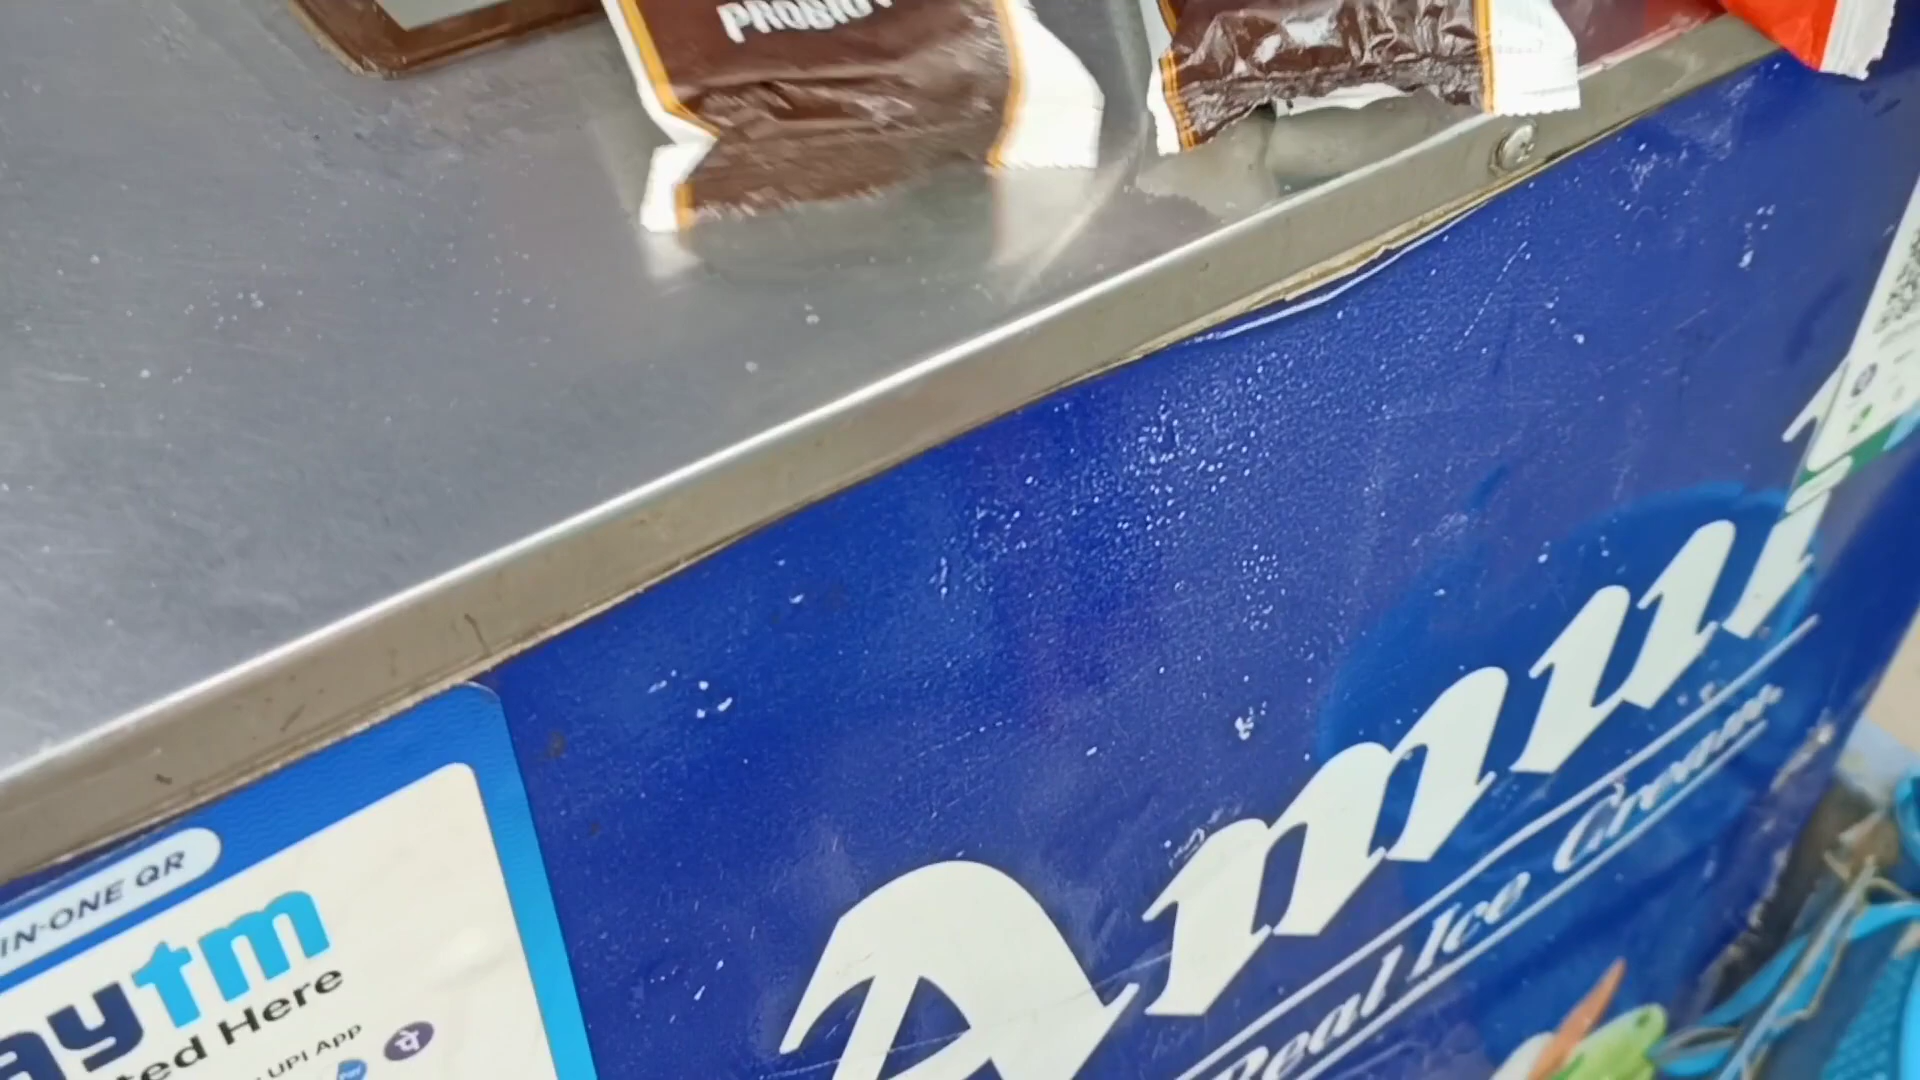 PROBIO
IN-ONE QR
aytm
ted Here
UPI App
पे
Amul
Real Ice Cream